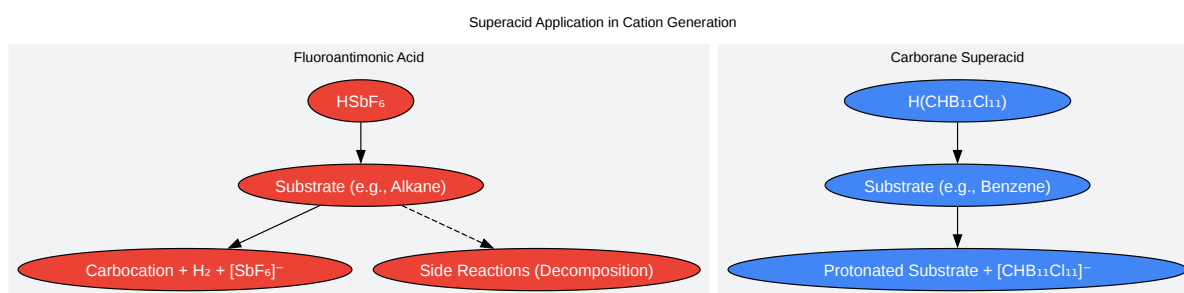 Superacid Application in Cation Generation
Fluoroantimonic Acid
HSbF₆
Substrate (e.g., Alkane)
Carbocation + H₂ + [SbF₆]⁻
Side Reactions (Decomposition)
Carborane Superacid
H(CHB₁₁Cl₁₁)
Substrate (e.g., Benzene)
Protonated Substrate + [CHB₁₁Cl₁₁]⁻